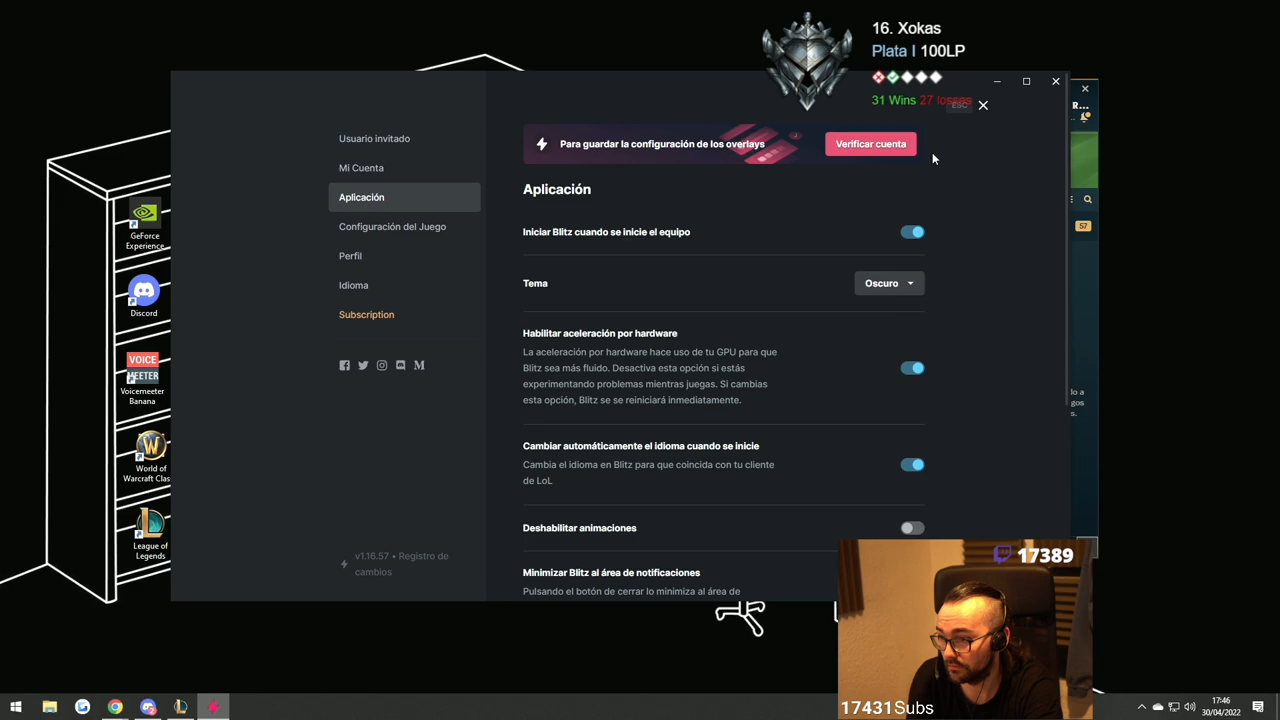 16. Xokas
Plata I 100LP
31 Wins 27 losses
ESC
R...
Usuario invitado
Mi Cuenta
Aplicación
Configuración del Juego
Perfil
Idioma
Subscription
v1.16.57 • Registro de
cambios
Para guardar la configuración de los overlays
Verificar cuenta
Aplicación
Iniciar Blitz cuando se inicie el equipo
Tema
Oscuro
Habilitar aceleración por hardware
La aceleración por hardware hace uso de tu GPU para que
Blitz sea más fluido. Desactiva esta opción si estás
experimentando problemas mientras juegas. Si cambias
esta opción, Blitz se se reiniciará inmediatamente.
Cambiar automáticamente el idioma cuando se inicie
Cambia el idioma en Blitz para que coincida con tu cliente
de LoL
Deshabilitar animaciones
Minimizar Blitz al área de notificaciones
Pulsando el botón de cerrar lo minimiza al área de
57
GeForce
Experience
Discord
VOICE
MEETER
Voicemeeter
Banana
World of
Warcraft Clas
League of
Legends
17389
17431Subs
17:46
30/04/2022